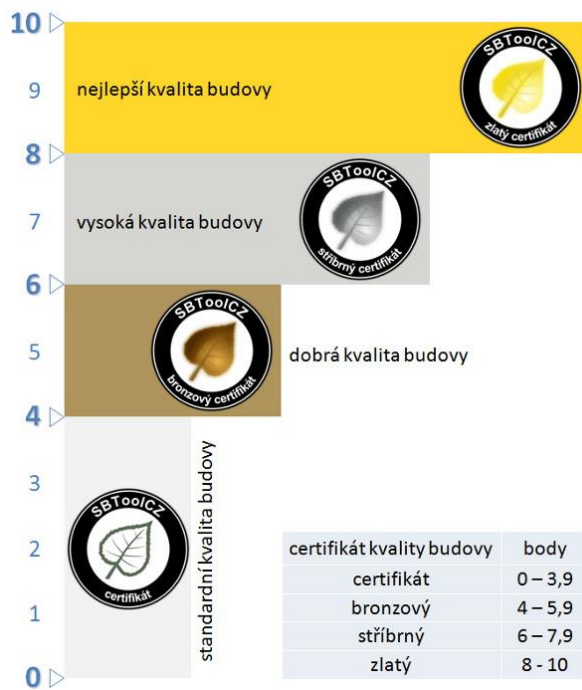 10
9
nejlepší kvalita budovy
SBToolCZ
zlatý certifikát
8
7
vysoká kvalita budovy
SBToolCZ
stříbrný certifikát
6
5
SBToolCZ
bronzový certifikát
dobrá kvalita budovy
4
3
2
1
0
SBToolCZ
certifikát
standardní kvalita budovy
certifikát kvality budovy body
certifikát 0 – 3,9
bronzový 4 – 5,9
stříbrný 6 – 7,9
zlatý 8 - 10